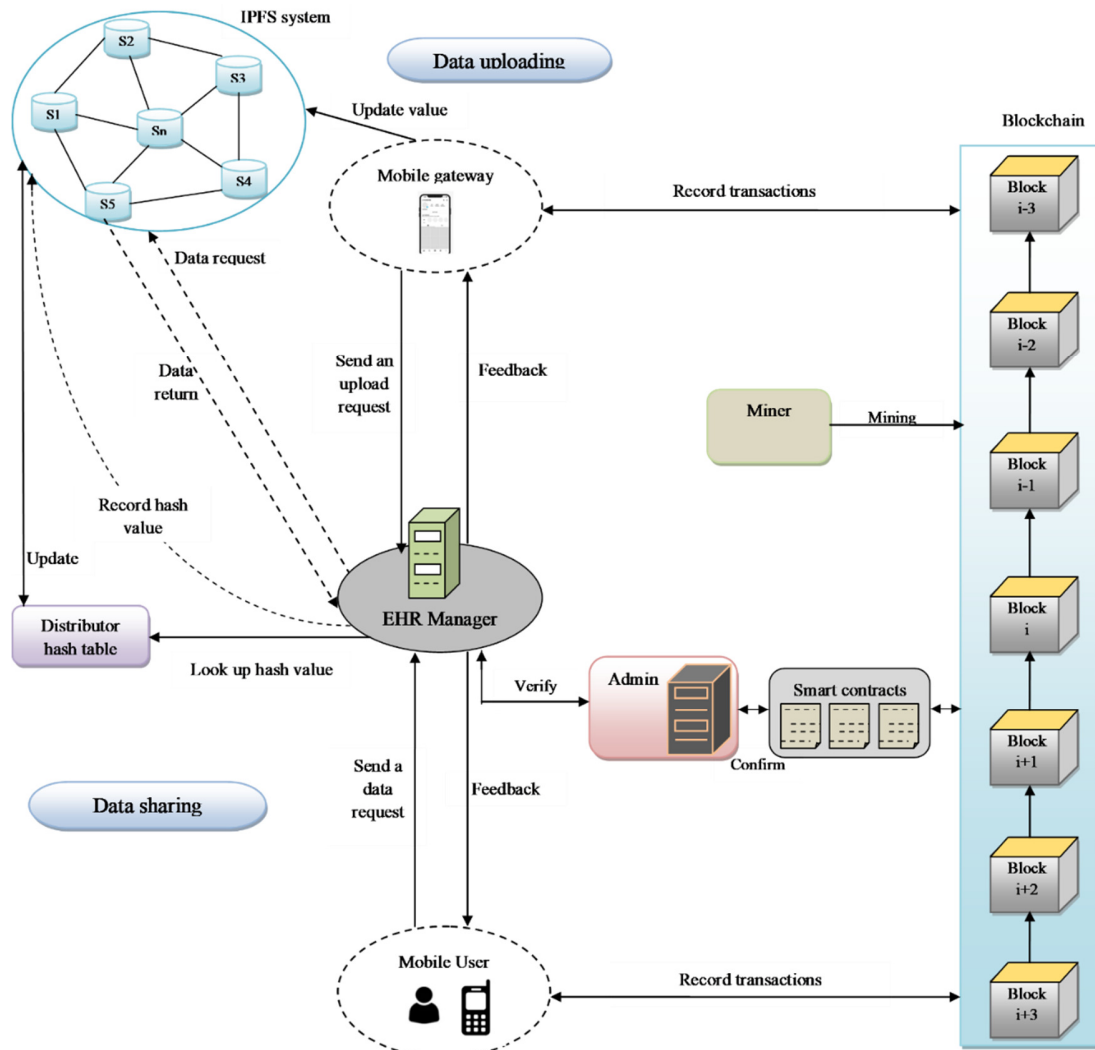 IPFS system
S2
S3
S1
Sn
S4
S5
Data uploading
Update value
Mobile gateway
Record transactions
Blockchain
Block
i-3
Block
i-2
Block
i-1
Block
i
Block
i+1
Block
i+2
Block
i+3
Data request
Data
return
Send an
upload
request
Feedback
Miner
Mining
Record hash
value
Update
Distributor
hash table
EHR Manager
Look up hash value
Verify
Admin
Smart contracts
Confirm
Send a
data
request
Feedback
Data sharing
Mobile User
Record transactions